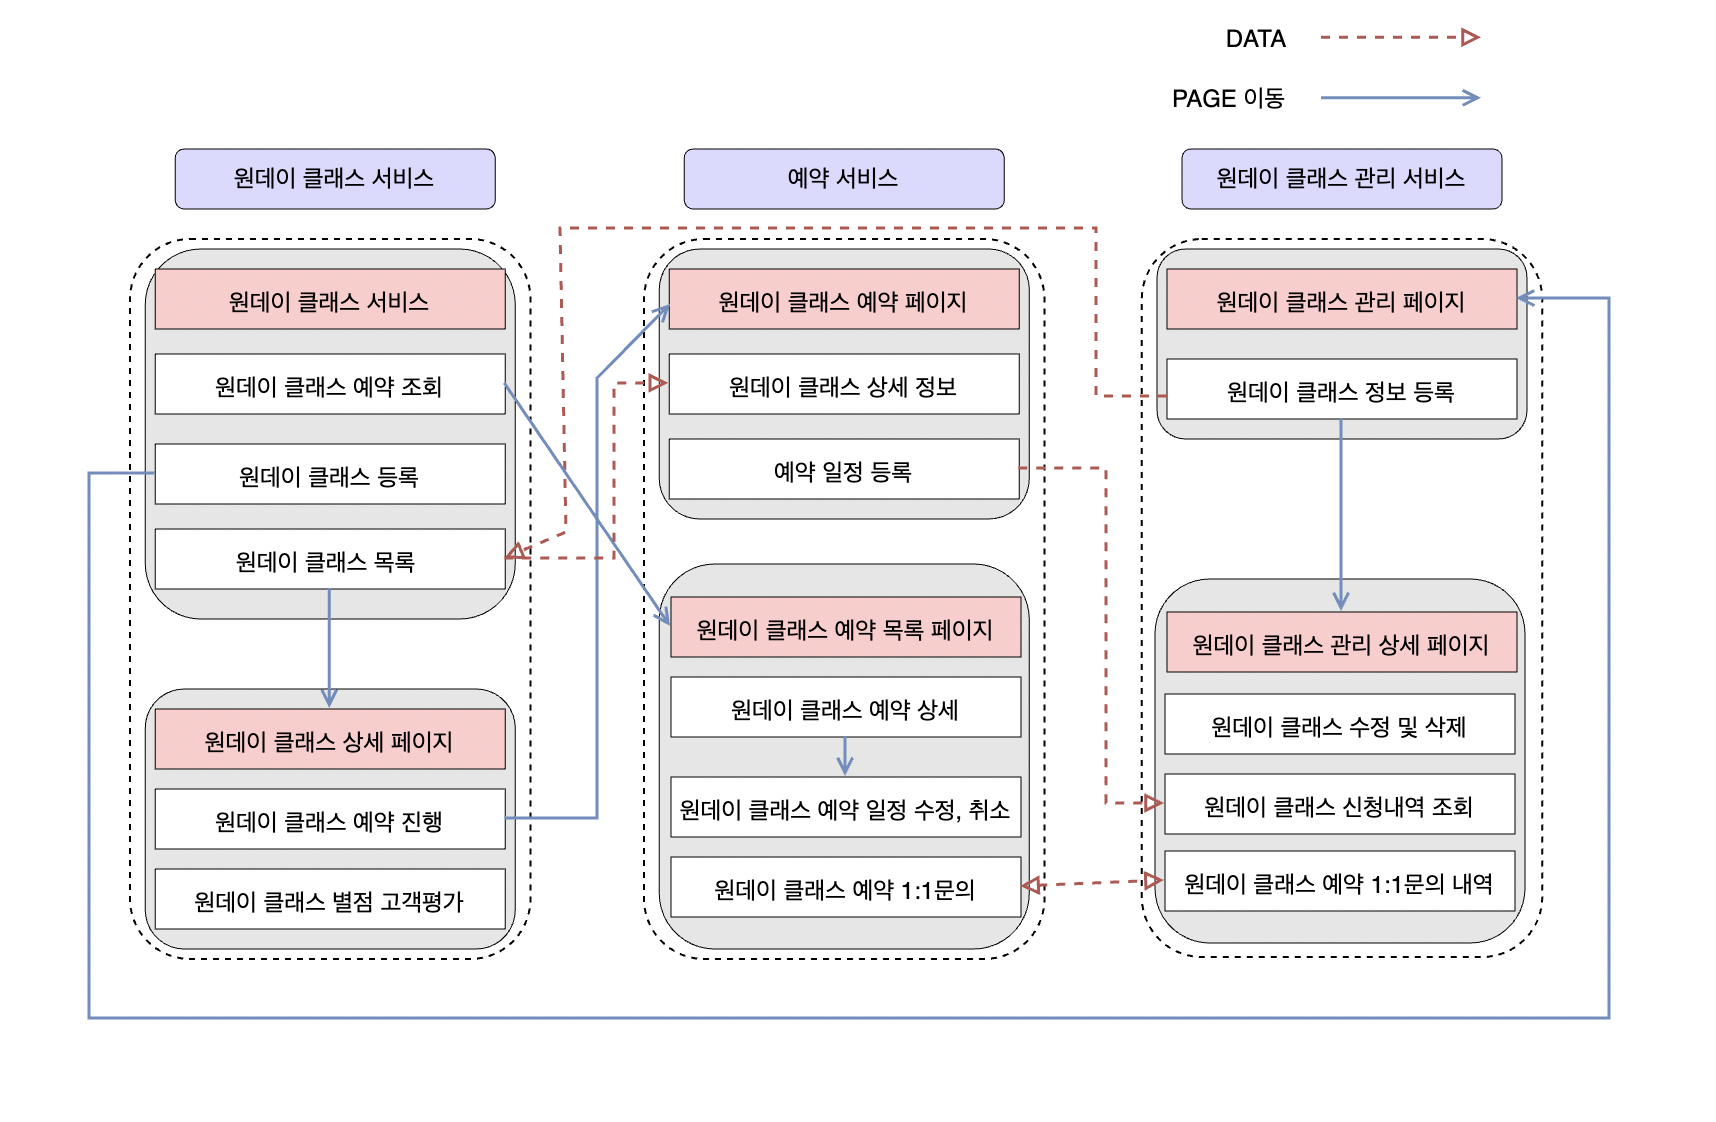 DATA
PAGE 이동
원데이 클래스 서비스
예약 서비스
원데이 클래스 관리 서비스
원데이 클래스 서비스
원데이 클래스 예약 조회
원데이 클래스 등록
원데이 클래스 목록
원데이 클래스 상세 페이지
원데이 클래스 예약 진행
원데이 클래스 별점 고객평가
원데이 클래스 예약 페이지
원데이 클래스 상세 정보
예약 일정 등록
원데이 클래스 예약 목록 페이지
원데이 클래스 예약 상세
원데이 클래스 예약 일정 수정, 취소
원데이 클래스 예약 1:1문의
원데이 클래스 관리 페이지
원데이 클래스 정보 등록
원데이 클래스 관리 상세 페이지
원데이 클래스 수정 및 삭제
원데이 클래스 신청내역 조회
원데이 클래스 예약 1:1문의 내역